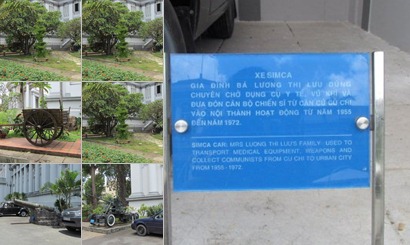 XE SIMCA
GIA ĐÌNH BÀ LƯƠNG THỊ LƯU DÙNG
CHUYÊN CHỞ DỤNG CỤ Y TẾ, VŨ KHÍ VÀ
ĐƯA ĐÓN CÁN BỘ CHIẾN SĨ TỪ CĂN CỨ CỦ CHI
VÀO NỘI THÀNH HOẠT ĐỘNG TỪ NĂM 1955
ĐẾN NĂM 1972.
SIMCA CAR: MRS LUONG THI LUU'S FAMILY USED TO
TRANSPORT MEDICAL EQUIPMENT, WEAPONS AND
COLLECT COMMUNISTS FROM CU CHI TO URBAN CITY
FROM 1955 - 1972.